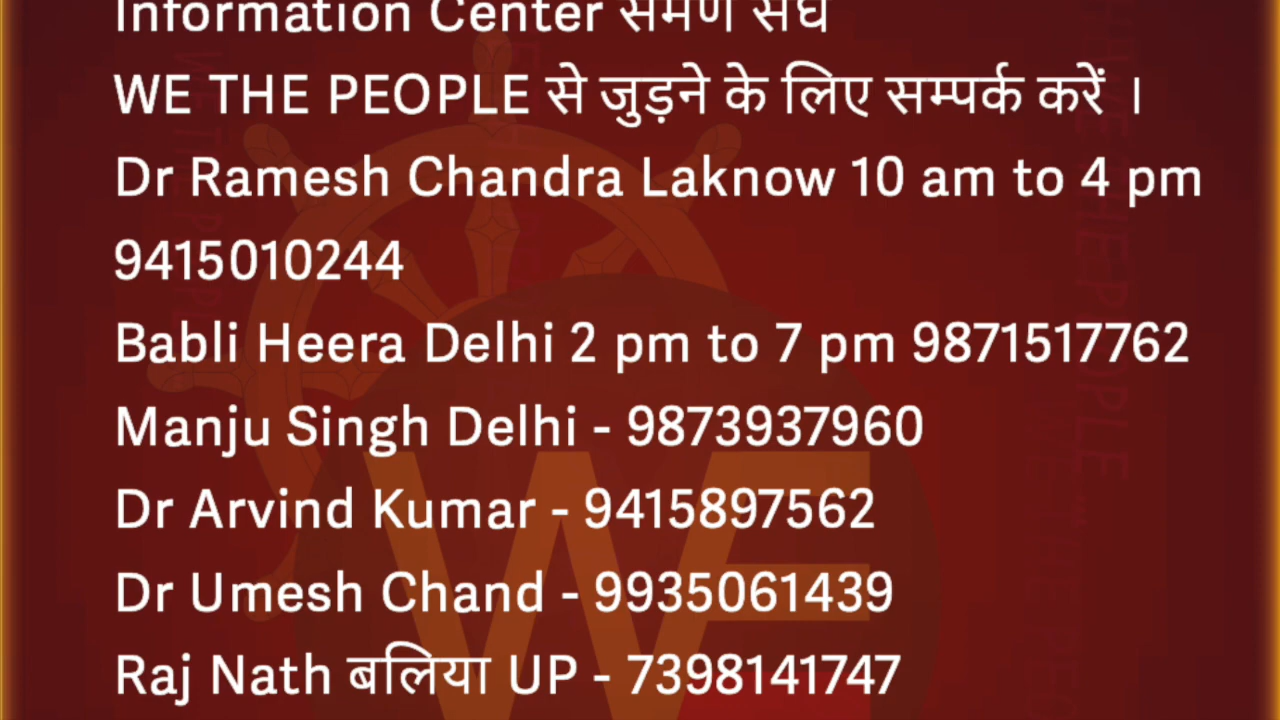 Information Center समण संघ
WE THE PEOPLE से जुड़ने के लिए सम्पर्क करें ।
Dr Ramesh Chandra Laknow 10 am to 4 pm
9415010244
Babli Heera Delhi 2 pm to 7 pm 9871517762
Manju Singh Delhi - 9873937960
Dr Arvind Kumar - 9415897562
Dr Umesh Chand - 9935061439
Raj Nath बलिया UP - 7398141747
WE